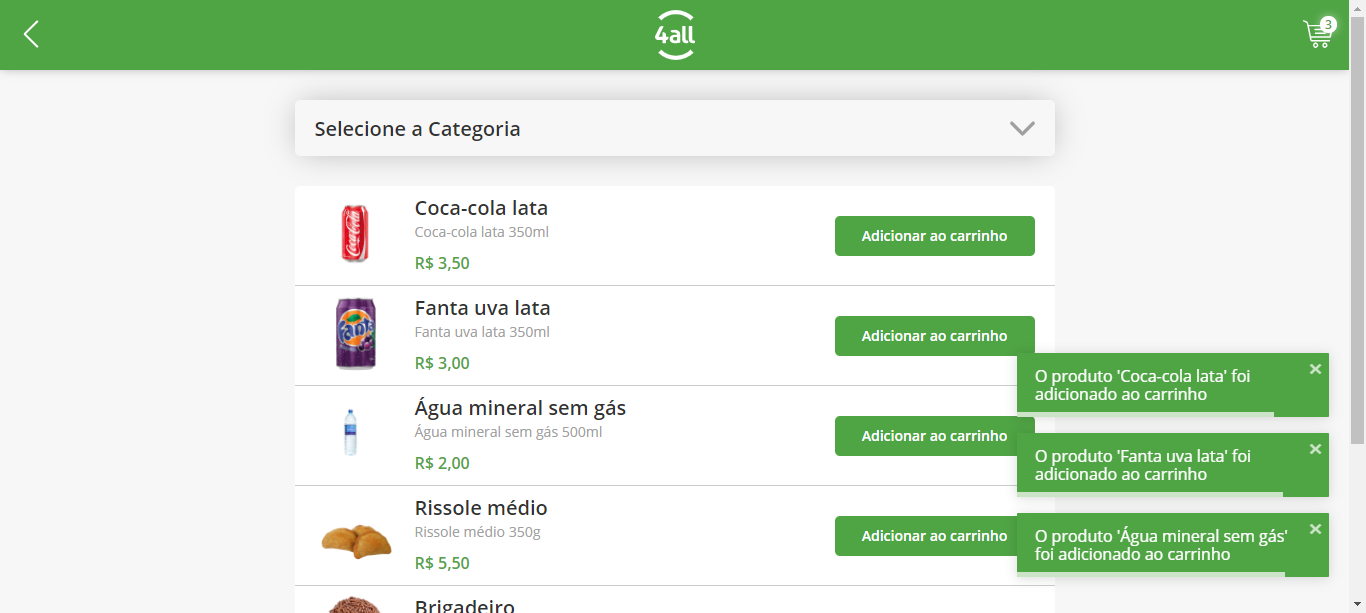 4all
3
Selecione a Categoria
Coca-cola lata
Coca-cola lata 350ml
R$ 3,50
Adicionar ao carrinho
Fanta uva lata
Fanta uva lata 350ml
R$ 3,00
Adicionar ao carrinho
Água mineral sem gás
Água mineral sem gás 500ml
R$ 2,00
Adicionar ao carrinho
Rissole médio
Rissole médio 350g
R$ 5,50
Adicionar ao carrinho
Brigadeiro
O produto 'Coca-cola lata' foi
adicionado ao carrinho
O produto 'Fanta uva lata' foi
adicionado ao carrinho
O produto 'Água mineral sem gás'
foi adicionado ao carrinho
Coca-Cola
Fanta